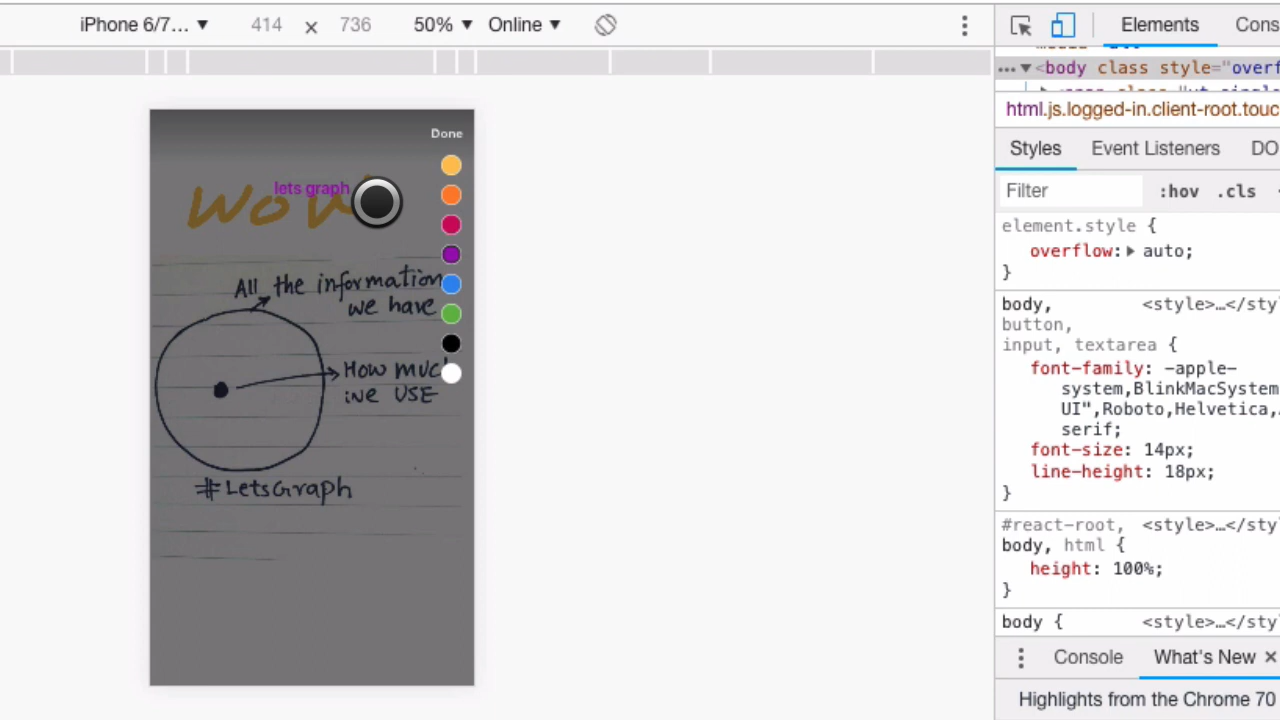 iPhone 6/7... ▼ 414 x 736 50% ▼ Online ▼
Elements Cons
<body class style="overf
html.js.logged-in.client-root.touc
Styles Event Listeners DO
Filter :hov .cls
element.style {
overflow: ▶ auto;
}
body, <style>…</sty
button,
input, textarea {
font-family: -apple-
system,BlinkMacSystem
UI",Roboto,Helvetica,
serif;
font-size: 14px;
line-height: 18px;
}
#react-root, <style>…</sty
body, html {
height: 100%;
}
body { <style>…</sty
Console What's New ×
Highlights from the Chrome 70
Done
lets graph
Wow
All the information
we have
How muc
we USE
#LetsGraph